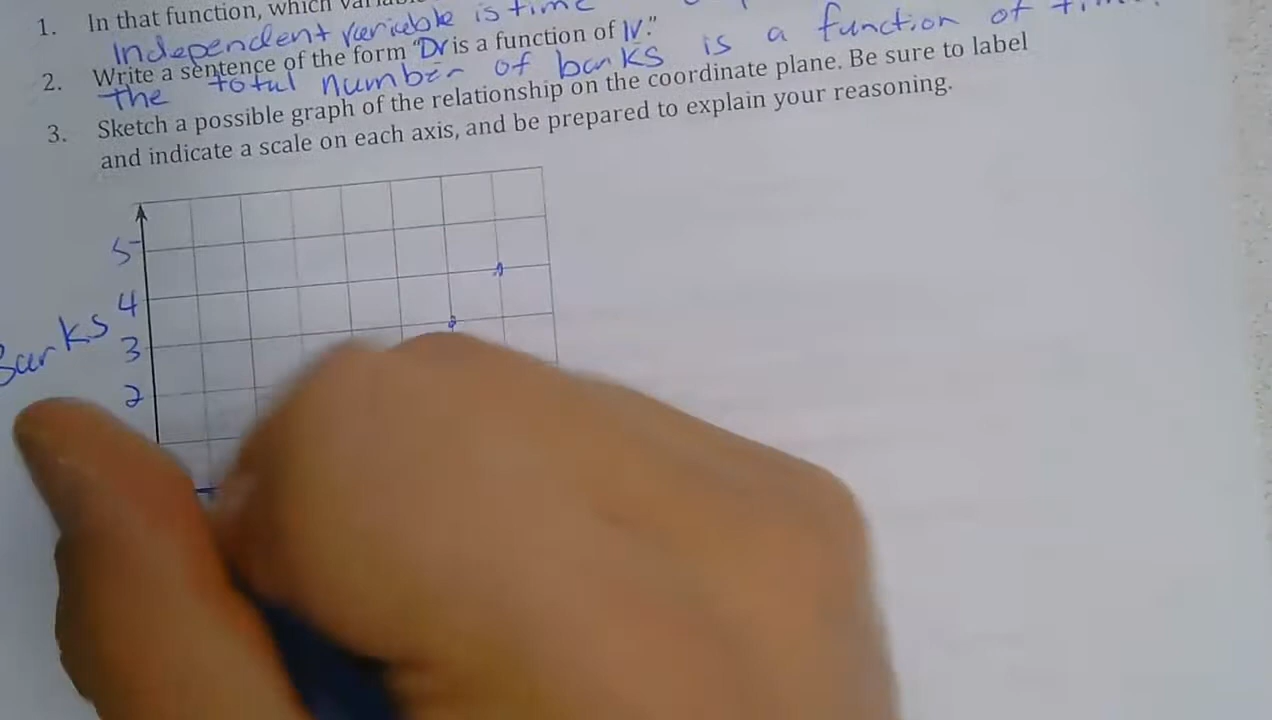 1. In that function, which
Independent variable is time
2. Write a sentence of the form "DV is a function of IV."
The total number of barks is a function of
3. Sketch a possible graph of the relationship on the coordinate plane. Be sure to label
and indicate a scale on each axis, and be prepared to explain your reasoning.
5
4
Barks
3
2